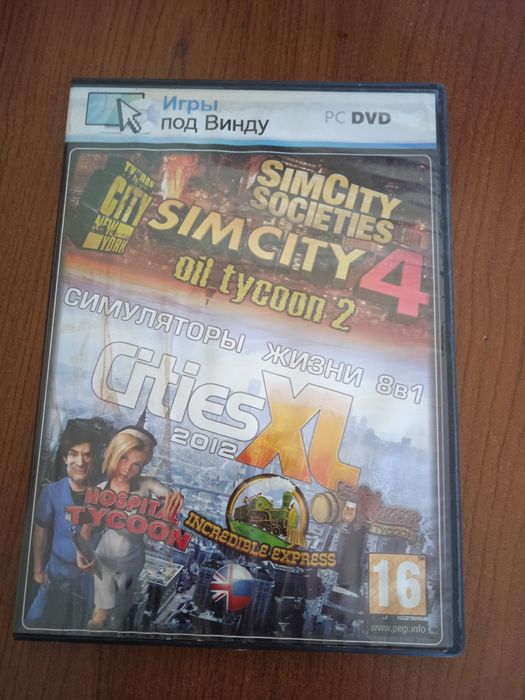 Игры
под Винду
PC DVD
TYCOON
CITY
NEW
YORK
SIMCITY
SOCIETIES
SIMCITY 4
oil tycoon 2
СИМУЛЯТОРЫ ЖИЗНИ 8в1
Cities XL
2012
HOSPITAL
TYCOON
INCREDIBLE EXPRESS
16
www.pegi.info